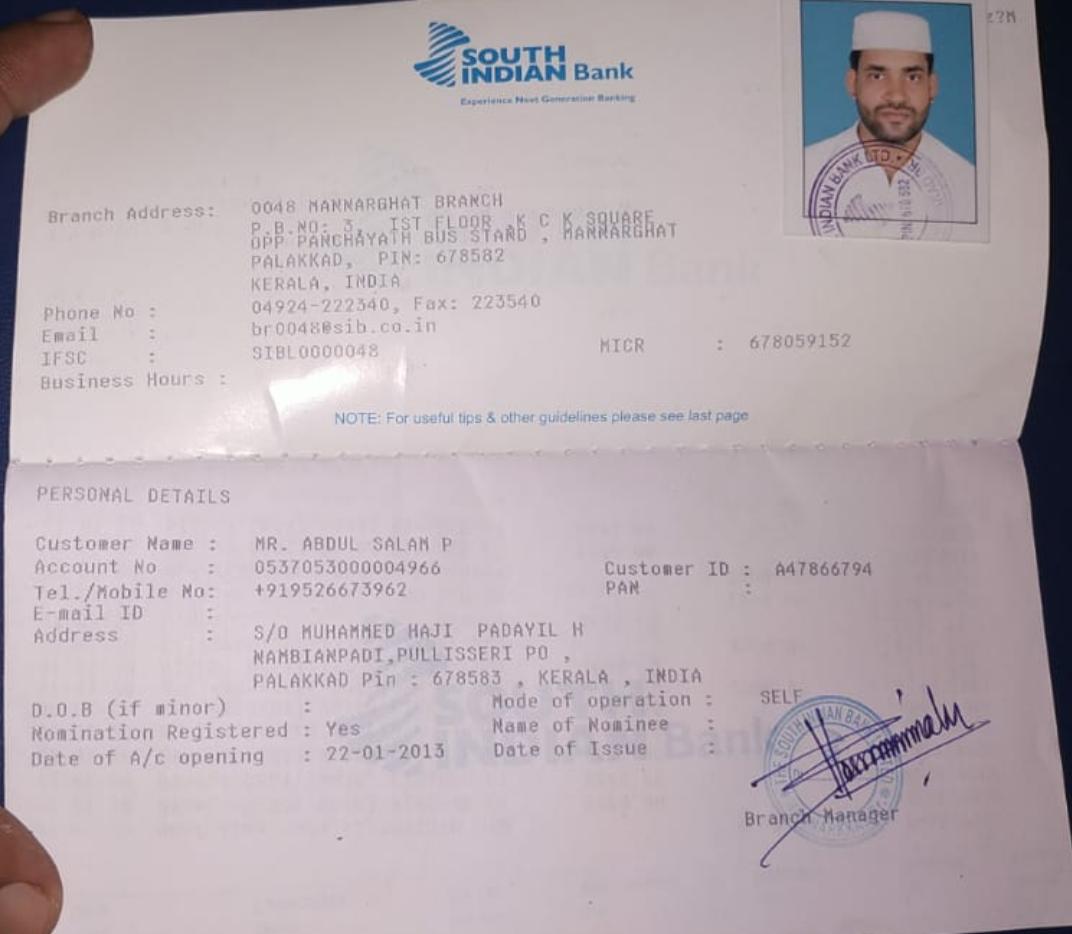 z?M
SOUTH
INDIAN Bank
Experience Next Generation Banking
INDIAN BANK LTD.
Branch Address: 0048 MANNARGHAT BRANCH
P.B.NO: 3, IST FLOOR ,K C K SQUARE
OPP PANCHAYATH BUS STAND , MANNARGHAT
PALAKKAD, PIN: 678582
KERALA, INDIA
Phone No : 04924-222340, Fax: 223540
Email : br0048@sib.co.in
IFSC : SIBL0000048 MICR : 678059152
Business Hours :
NOTE: For useful tips & other guidelines please see last page
PERSONAL DETAILS
Customer Name : MR. ABDUL SALAM P
Account No : 0537053000004966 Customer ID : A47866794
Tel./Mobile No: +919526673962 PAN :
E-mail ID :
Address : S/O MUHAMMED HAJI PADAYIL H
NAMBIANPADI,PULLISSERI PO ,
PALAKKAD Pin : 678583 , KERALA , INDIA
D.O.B (if minor) : Mode of operation : SELF
Nomination Registered : Yes Name of Nominee :
Date of A/c opening : 22-01-2013 Date of Issue :
THE SOUTH INDIAN BANK
Branch Manager